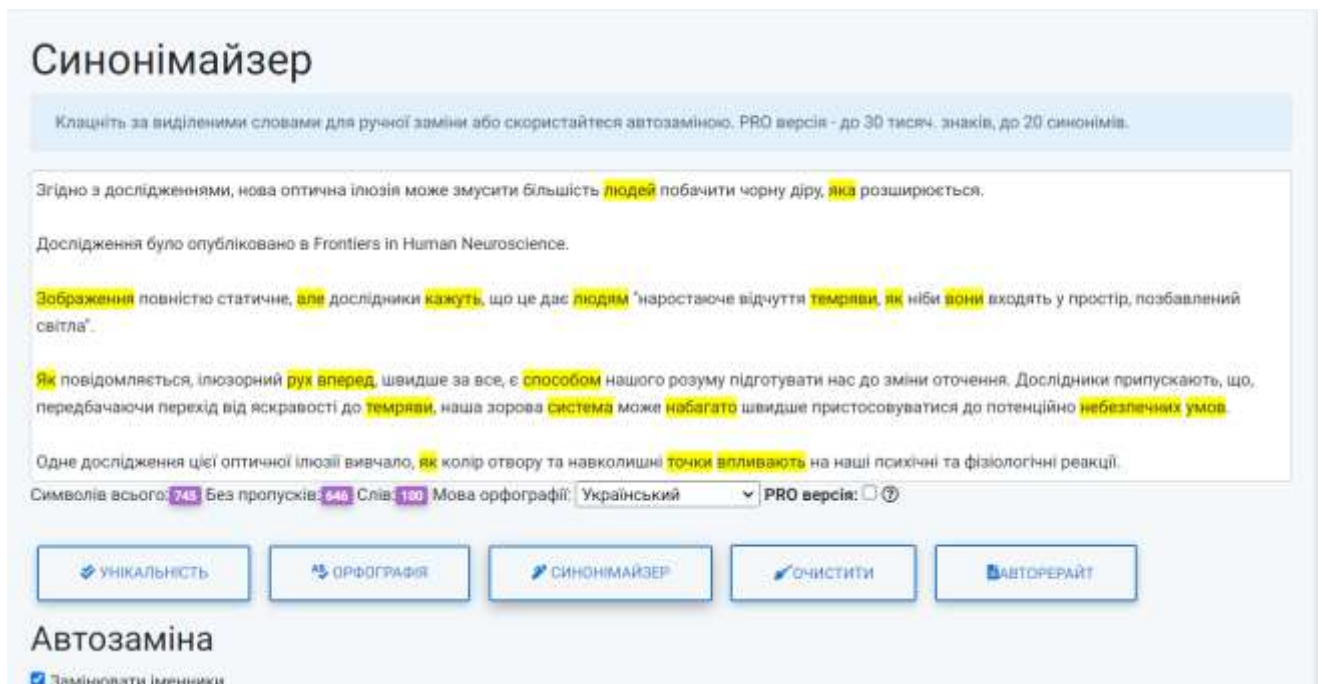 Синонімайзер
Клацніть за виділеними словами для ручної заміни або скористайтеся автозаміною. PRO версія - до 30 тисяч. знаків, до 20 синонімів.
Згідно з дослідженнями, нова оптична ілюзія може змусити більшість людей побачити чорну діру, яка розширюється.
Дослідження було опубліковано в Frontiers in Human Neuroscience.
Зображення повністю статичне, але дослідники кажуть, що це дає людям "наростаюче відчуття темряви, як ніби вони входять у простір, позбавлений
світла".
Як повідомляється, ілюзорний рух вперед, швидше за все, є способом нашого розуму підготувати нас до зміни оточення. Дослідники припускають, що,
передбачаючи перехід від яскравості до темряви, наша зорова система може набагато швидше пристосовуватися до потенційно небезпечних умов.
Одне дослідження цієї оптичної ілюзії вивчало, як колір отвору та навколишні точки впливають на наші психічні та фізіологічні реакції.
Символів всього: 745 Без пропусків: 646 Слів: 100 Мова орфографії: Український PRO версія:
УНІКАЛЬНІСТЬ ОРФОГРАФІЯ СИНОНІМАЙЗЕР ОЧИСТИТИ АВТОРЕРАЙТ
Автозаміна
Замінювати іменники